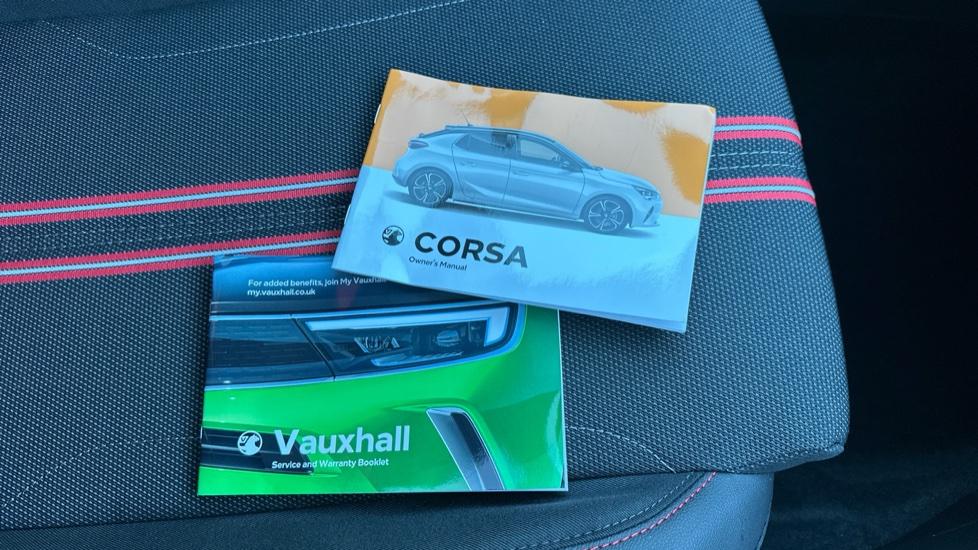 CORSA
Owner's Manual
For added benefits, join My Vauxhall
my.vauxhall.co.uk
Vauxhall
Service and Warranty Booklet